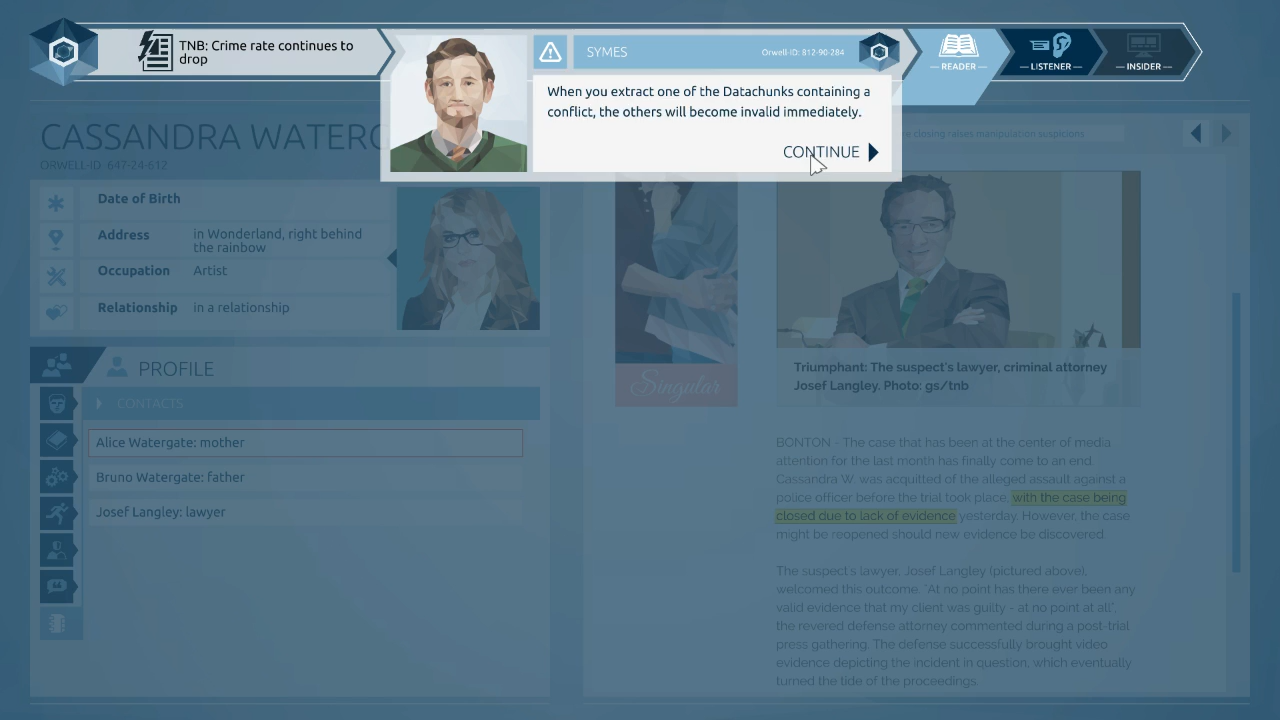 TNB: Crime rate continues to
drop
SYMES
Orwell-ID: 812-90-284
When you extract one of the Datachunks containing a
conflict, the others will become invalid immediately.
CONTINUE
— READER —
— LISTENER —
— INSIDER —
CASSANDRA WATERG
ORWELL-ID: 647-24-612
Date of Birth
Address
in Wonderland, right behind
the rainbow
Occupation
Artist
Relationship
in a relationship
PROFILE
CONTACTS
Alice Watergate: mother
Bruno Watergate: father
Josef Langley: lawyer
closing raises manipulation suspicions
Singular
Triumphant: The suspect's lawyer, criminal attorney
Josef Langley. Photo: gs/tnb
BONTON - The case that has been at the center of media
attention for the last month has finally come to an end.
Cassandra W. was acquitted of the alleged assault against a
police officer before the trial took place, with the case being
closed due to lack of evidence yesterday. However, the case
might be reopened should new evidence be discovered.
The suspect's lawyer, Josef Langley (pictured above),
welcomed this outcome. "At no point has there ever been any
valid evidence that my client was guilty - at no point at all",
the revered defense attorney commented during a post-trial
press gathering. The defense successfully brought video
evidence depicting the incident in question, which eventually
turned the tide of the proceedings.